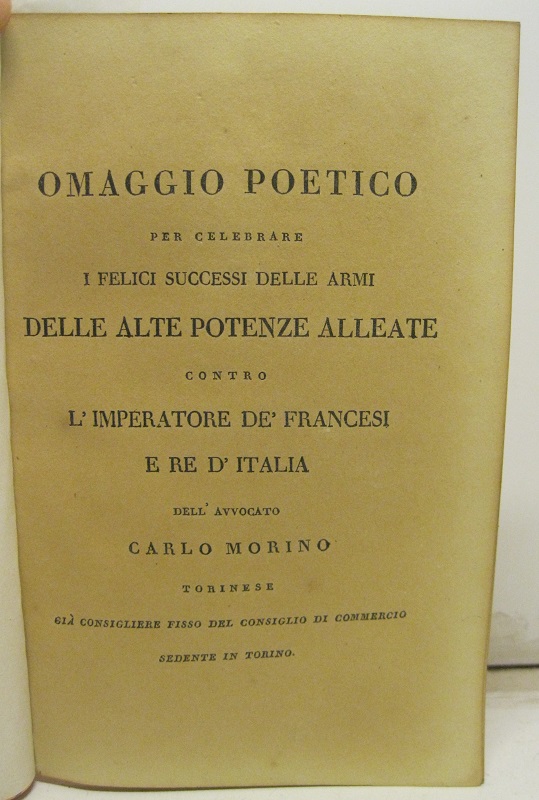 OMAGGIO POETICO
PER CELEBRARE
I FELICI SUCCESSI DELLE ARMI
DELLE ALTE POTENZE ALLEATE
CONTRO
L' IMPERATORE DE' FRANCESI
E RE D' ITALIA
DELL' AVVOCATO
CARLO MORINO
TORINESE
GIÀ CONSIGLIERE FISSO DEL CONSIGLIO DI COMMERCIO
SEDENTE IN TORINO.